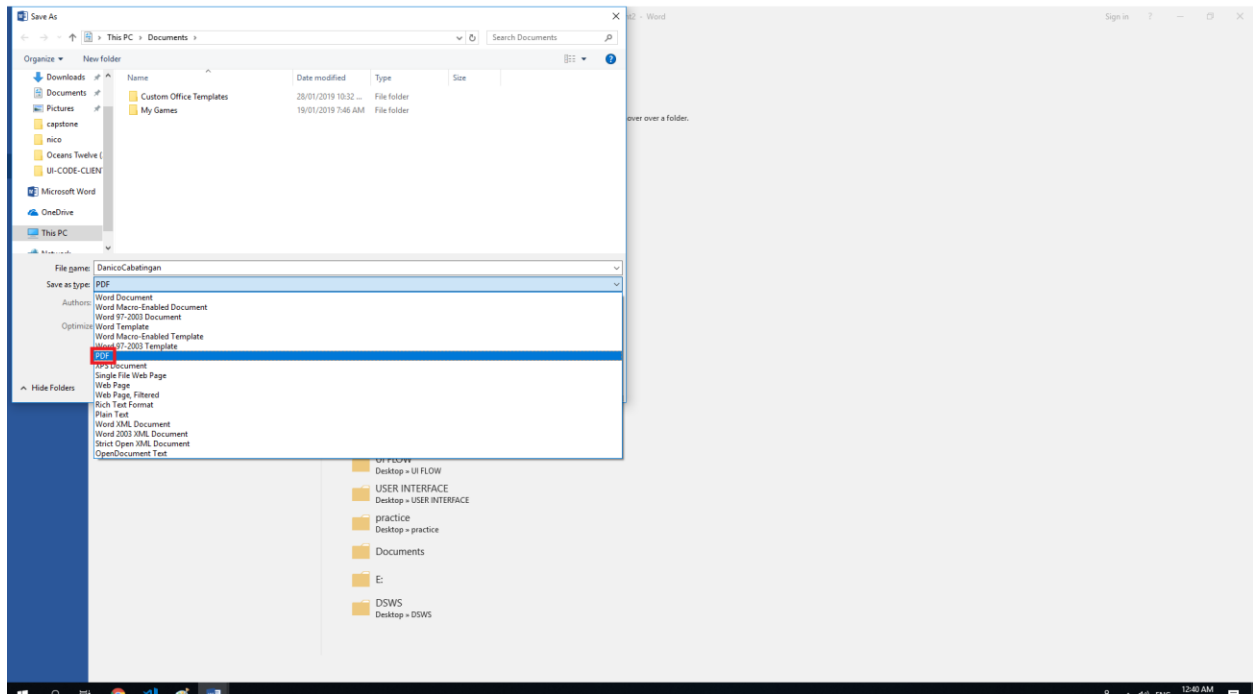 Save As
t2 - Word
Sign in ?
This PC › Documents ›
Search Documents
Organize
New folder
Name Date modified Type Size
Custom Office Templates 28/01/2019 10:32 ... File folder
My Games 19/01/2019 7:46 AM File folder
Downloads
Documents
Pictures
capstone
nico
Oceans Twelve (
UI-CODE-CLIEN
Microsoft Word
OneDrive
This PC
Network
over over a folder.
File name: DanicoCabatingan
Save as type: PDF
Authors:
Optimize
Hide Folders
Word Document
Word Macro-Enabled Document
Word 97-2003 Document
Word Template
Word Macro-Enabled Template
Word 97-2003 Template
PDF
XPS Document
Single File Web Page
Web Page
Web Page, Filtered
Rich Text Format
Plain Text
Word XML Document
Word 2003 XML Document
Strict Open XML Document
OpenDocument Text
UI FLOW
Desktop » UI FLOW
USER INTERFACE
Desktop » USER INTERFACE
practice
Desktop » practice
Documents
E:
DSWS
Desktop » DSWS
ENG
12:40 AM